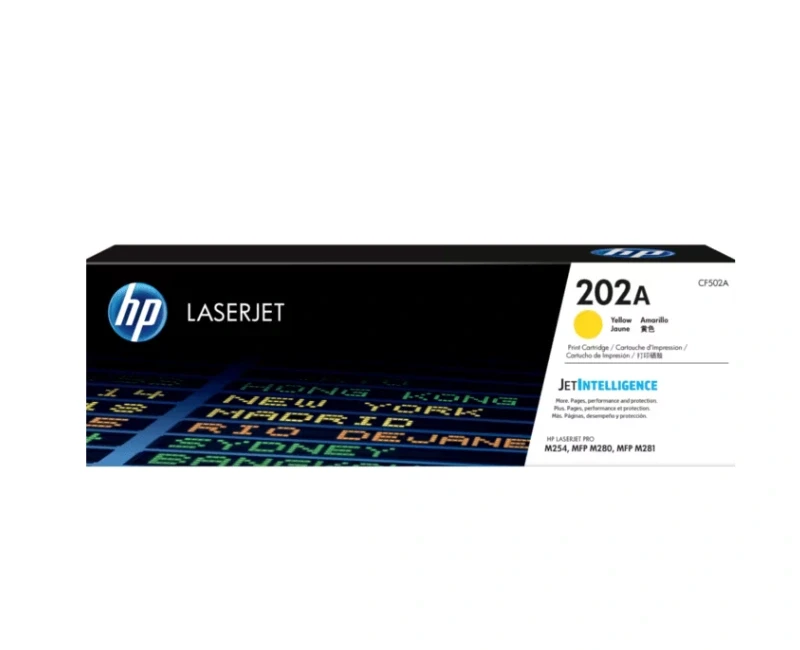 hp
hp
LASERJET
202A
CF502A
Yellow Amarillo
Jaune 黄色
Print Cartridge / Cartouche d'Impression /
Cartucho de Impresión / 打印硒鼓
JETINTELLIGENCE
More. Pages, performance and protection.
Plus. Pages, performance et protection.
Más. Páginas, desempeño y protección.
HP LASERJET PRO
M254, MFP M280, MFP M281
14
HONG KONG
NEW YORK
MADRID
RIO DEJANE
SYDNEY